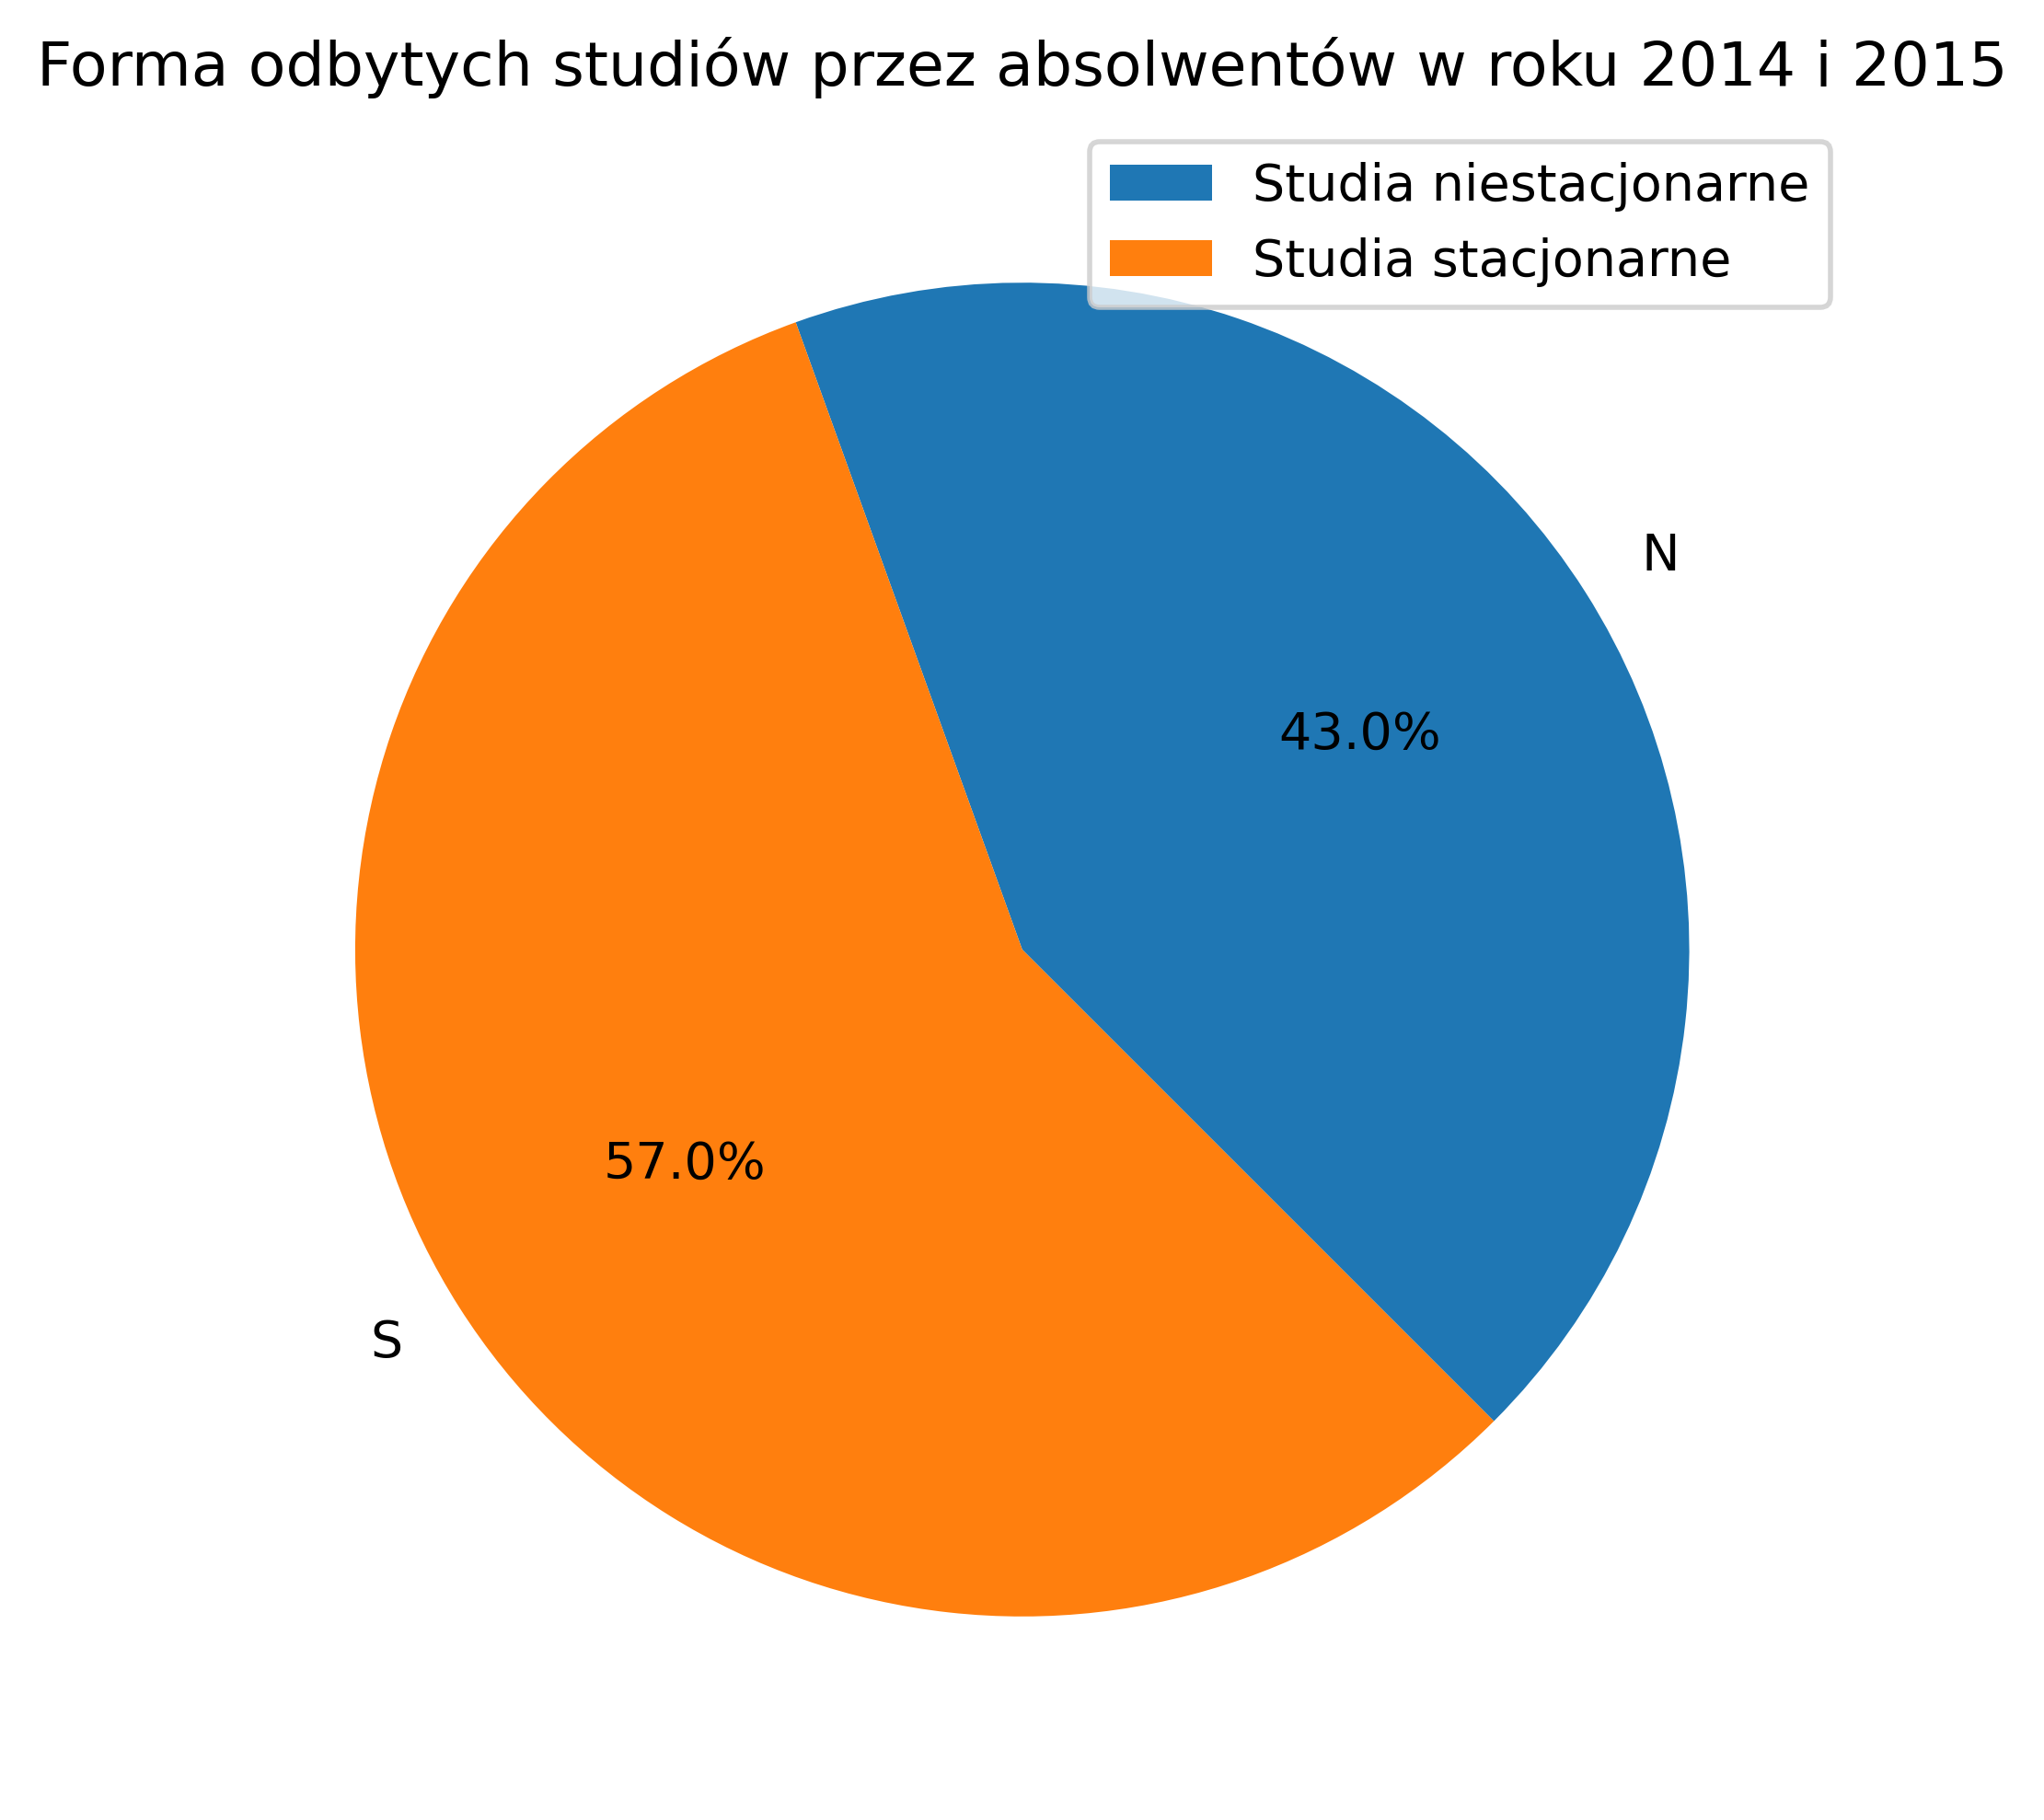 Forma odbytych studiów przez absolwentów w roku 2014 i 2015
Studia niestacjonarne
Studia stacjonarne
N
43.0%
57.0%
S